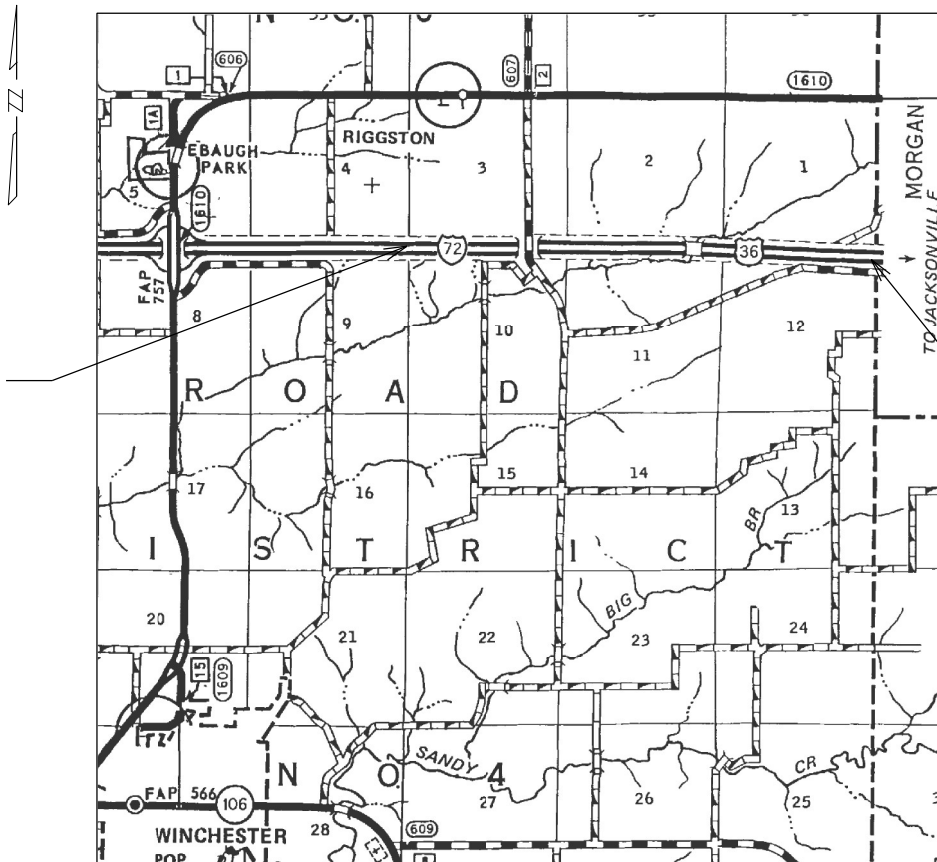 N O.
606
1
607
2
1610
1A
RIGGSTON
EBAUGH
PARK
4
3
2
1
5
1610
MORGAN
TO JACKSONVILLE
72
36
FAP
757
8
9
10
11
12
R O A D
17
16
15
14
13
BR
I S T R I C T
BIG
20
21
22
23
24
15
1609
SANDY
CR
N O. 4
FAP 566
106
27
26
25
WINCHESTER
28
609
POP
N